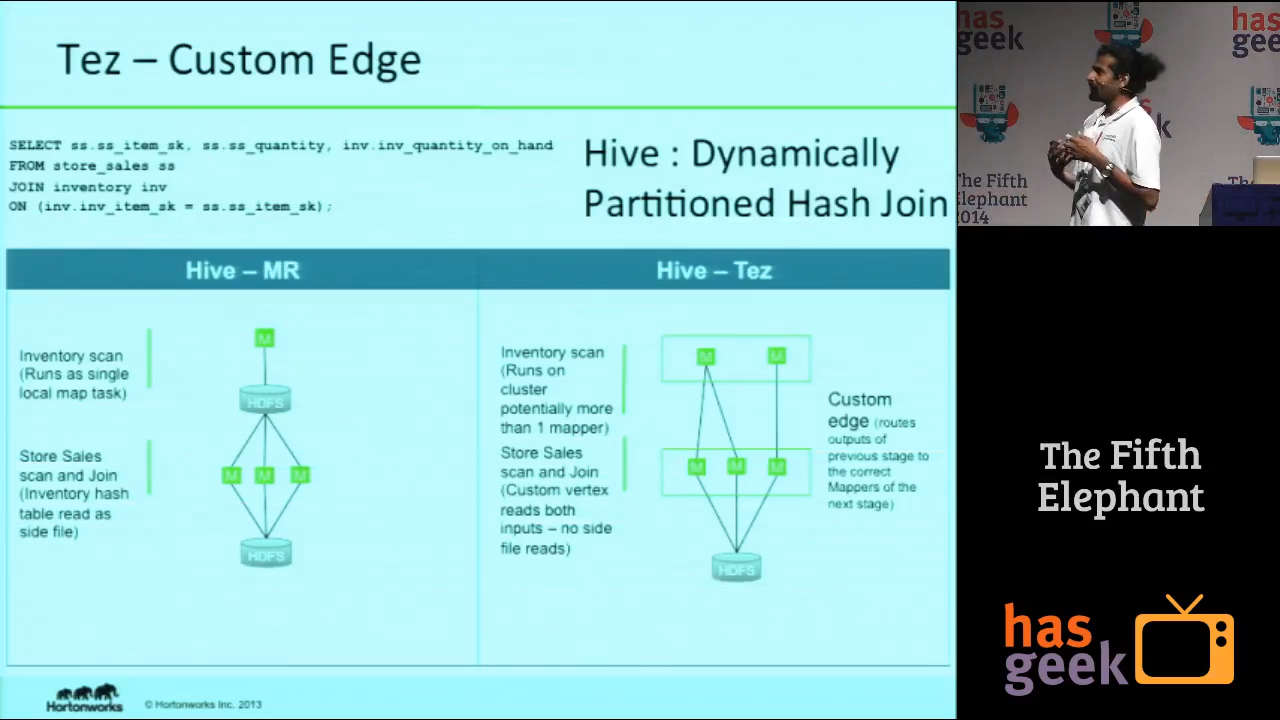 Tez – Custom Edge
SELECT ss.ss_item_sk, ss.ss_quantity, inv.inv_quantity_on_hand
FROM store_sales ss
JOIN inventory inv
ON (inv.inv_item_sk = ss.ss_item_sk);
Hive : Dynamically
Partitioned Hash Join
Hive – MR
Hive – Tez
Inventory scan
(Runs as single
local map task)
M
HDFS
Store Sales
scan and Join
(Inventory hash
table read as
side file)
M M M
HDFS
Inventory scan
(Runs on
cluster
potentially more
than 1 mapper)
M M
Store Sales
scan and Join
(Custom vertex
reads both
inputs – no side
file reads)
M M M
HDFS
Custom
edge (routes
outputs of
previous stage to
the correct
Mappers of the
next stage)
Hortonworks
© Hortonworks Inc. 2013
has
geek
has
geek
The Fifth
Elephant
2014
The Fifth
Elephant
has
geek